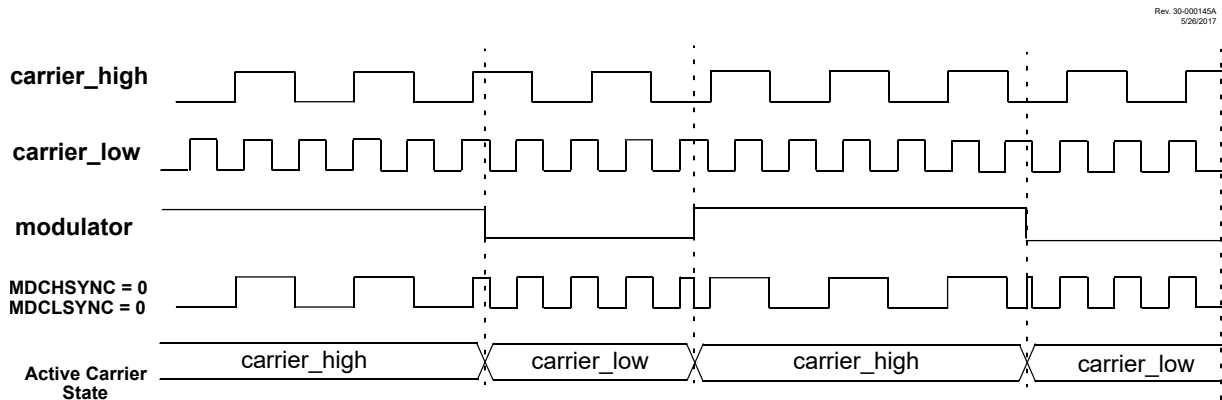 Rev. 30-000145A
5/26/2017
carrier_high
carrier_low
modulator
MDCHSYNC = 0
MDCLSYNC = 0
Active Carrier
State
carrier_high
carrier_low
carrier_high
carrier_low